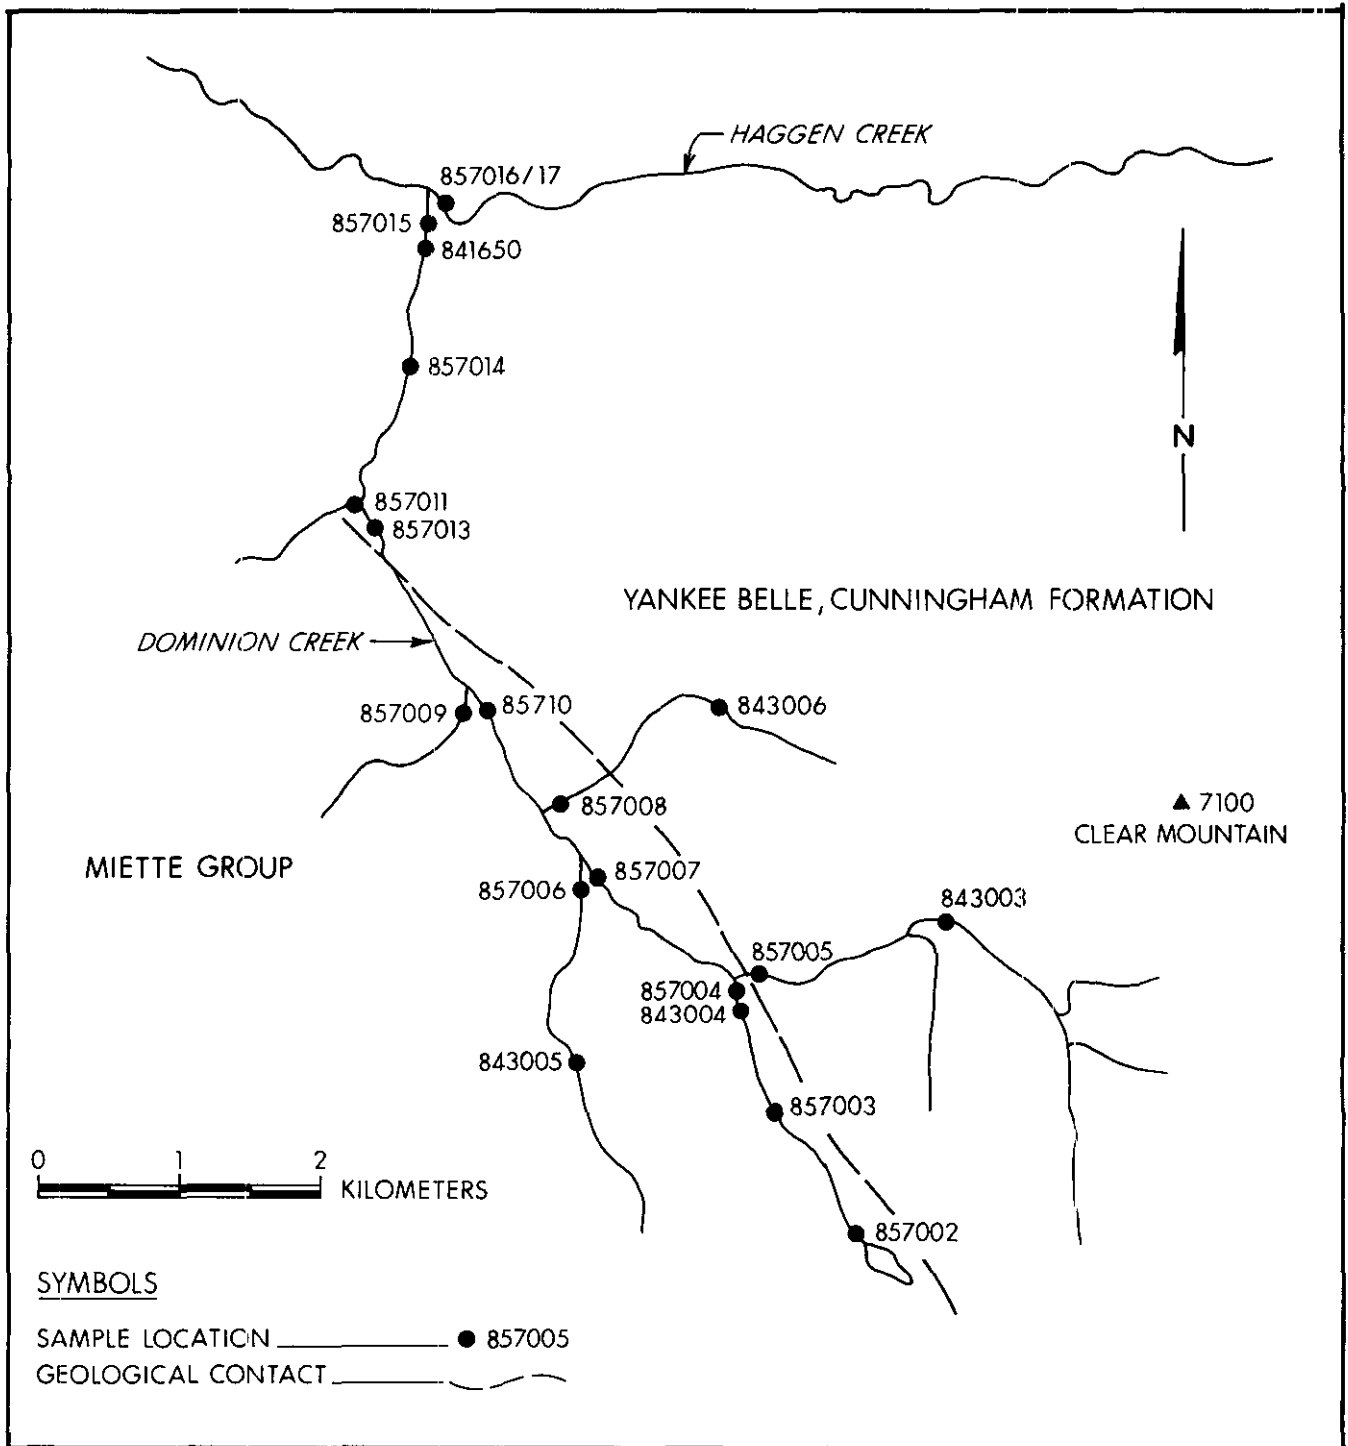 HAGGEN CREEK
857016/17
857015
841650
857014
N
857011
857013
YANKEE BELLE, CUNNINGHAM FORMATION
DOMINION CREEK
857009
85710
843006
857008
7100
CLEAR MOUNTAIN
MIETTE GROUP
857007
857006
843003
857005
857004
843004
843005
857003
0 1 2
KILOMETERS
857002
SYMBOLS
SAMPLE LOCATION 857005
GEOLOGICAL CONTACT